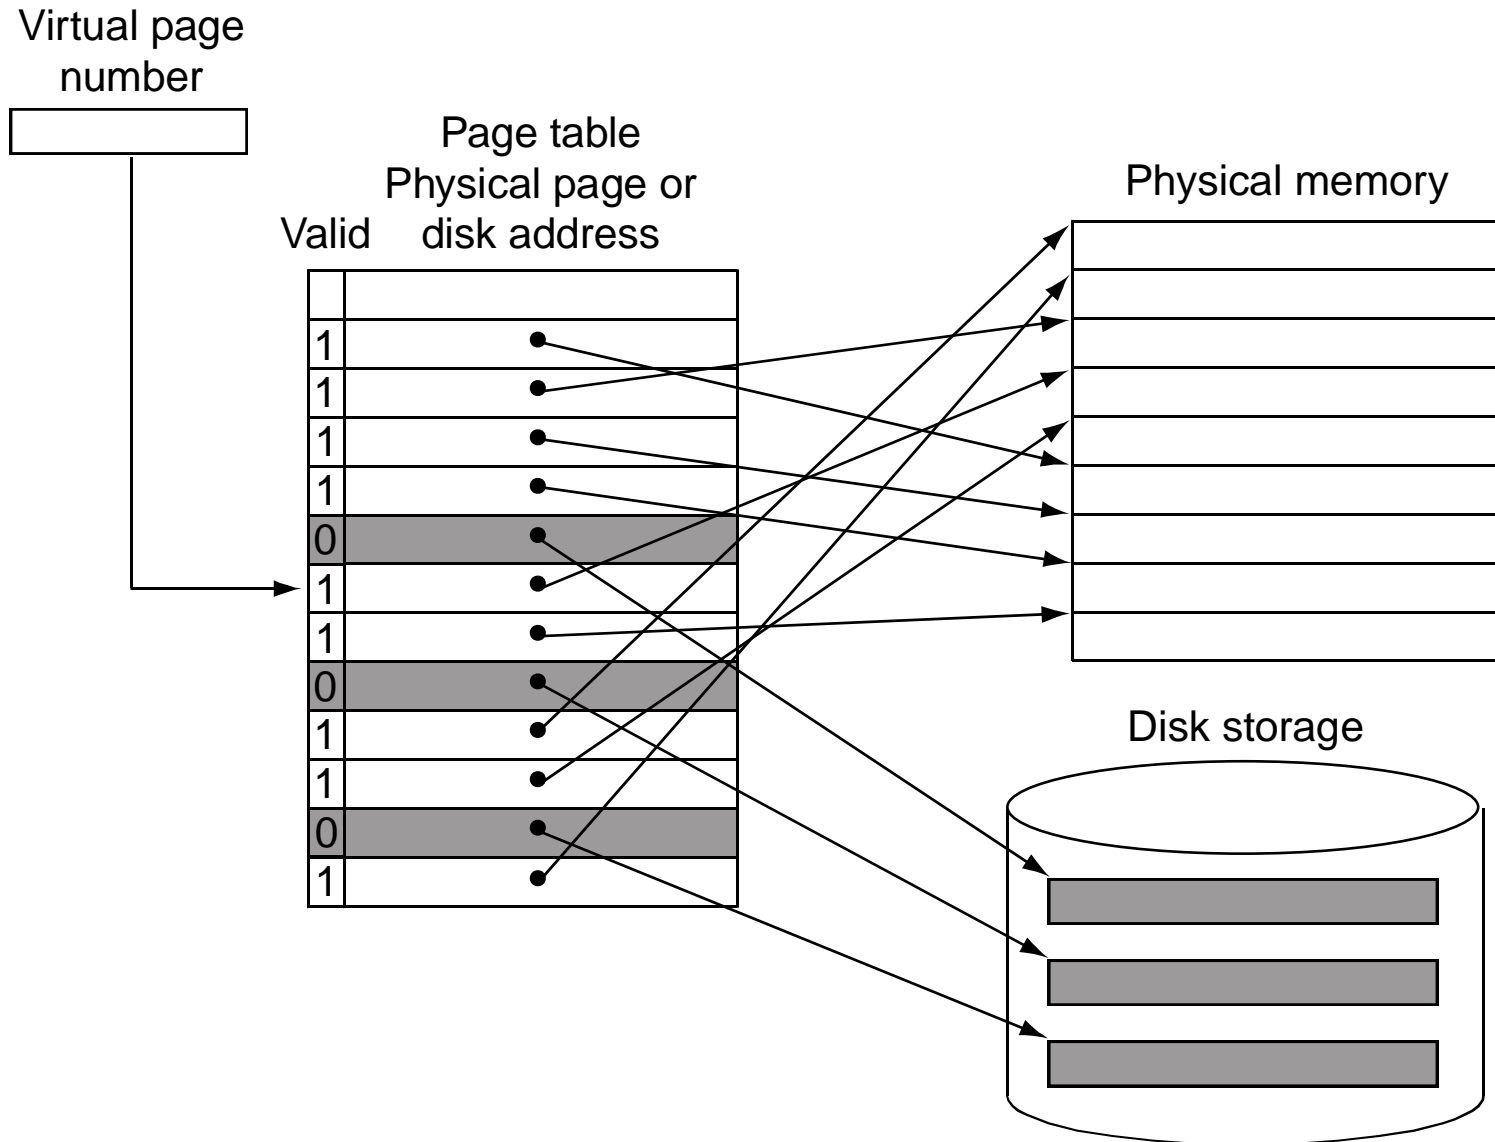 Virtual page
number
Page table
Physical page or
Valid disk address
Physical memory
1
1
1
1
0
1
1
0
1
1
0
1
Disk storage